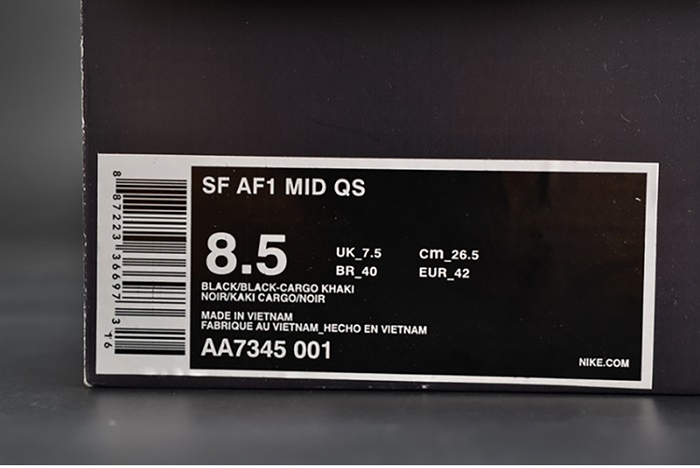 8 87223 36697 3 16
SF AF1 MID QS
8.5
UK_7.5 cm_26.5
BR_40 EUR_42
BLACK/BLACK-CARGO KHAKI
NOIR/KAKI CARGO/NOIR
MADE IN VIETNAM
FABRIQUE AU VIETNAM_HECHO EN VIETNAM
AA7345 001
NIKE.COM